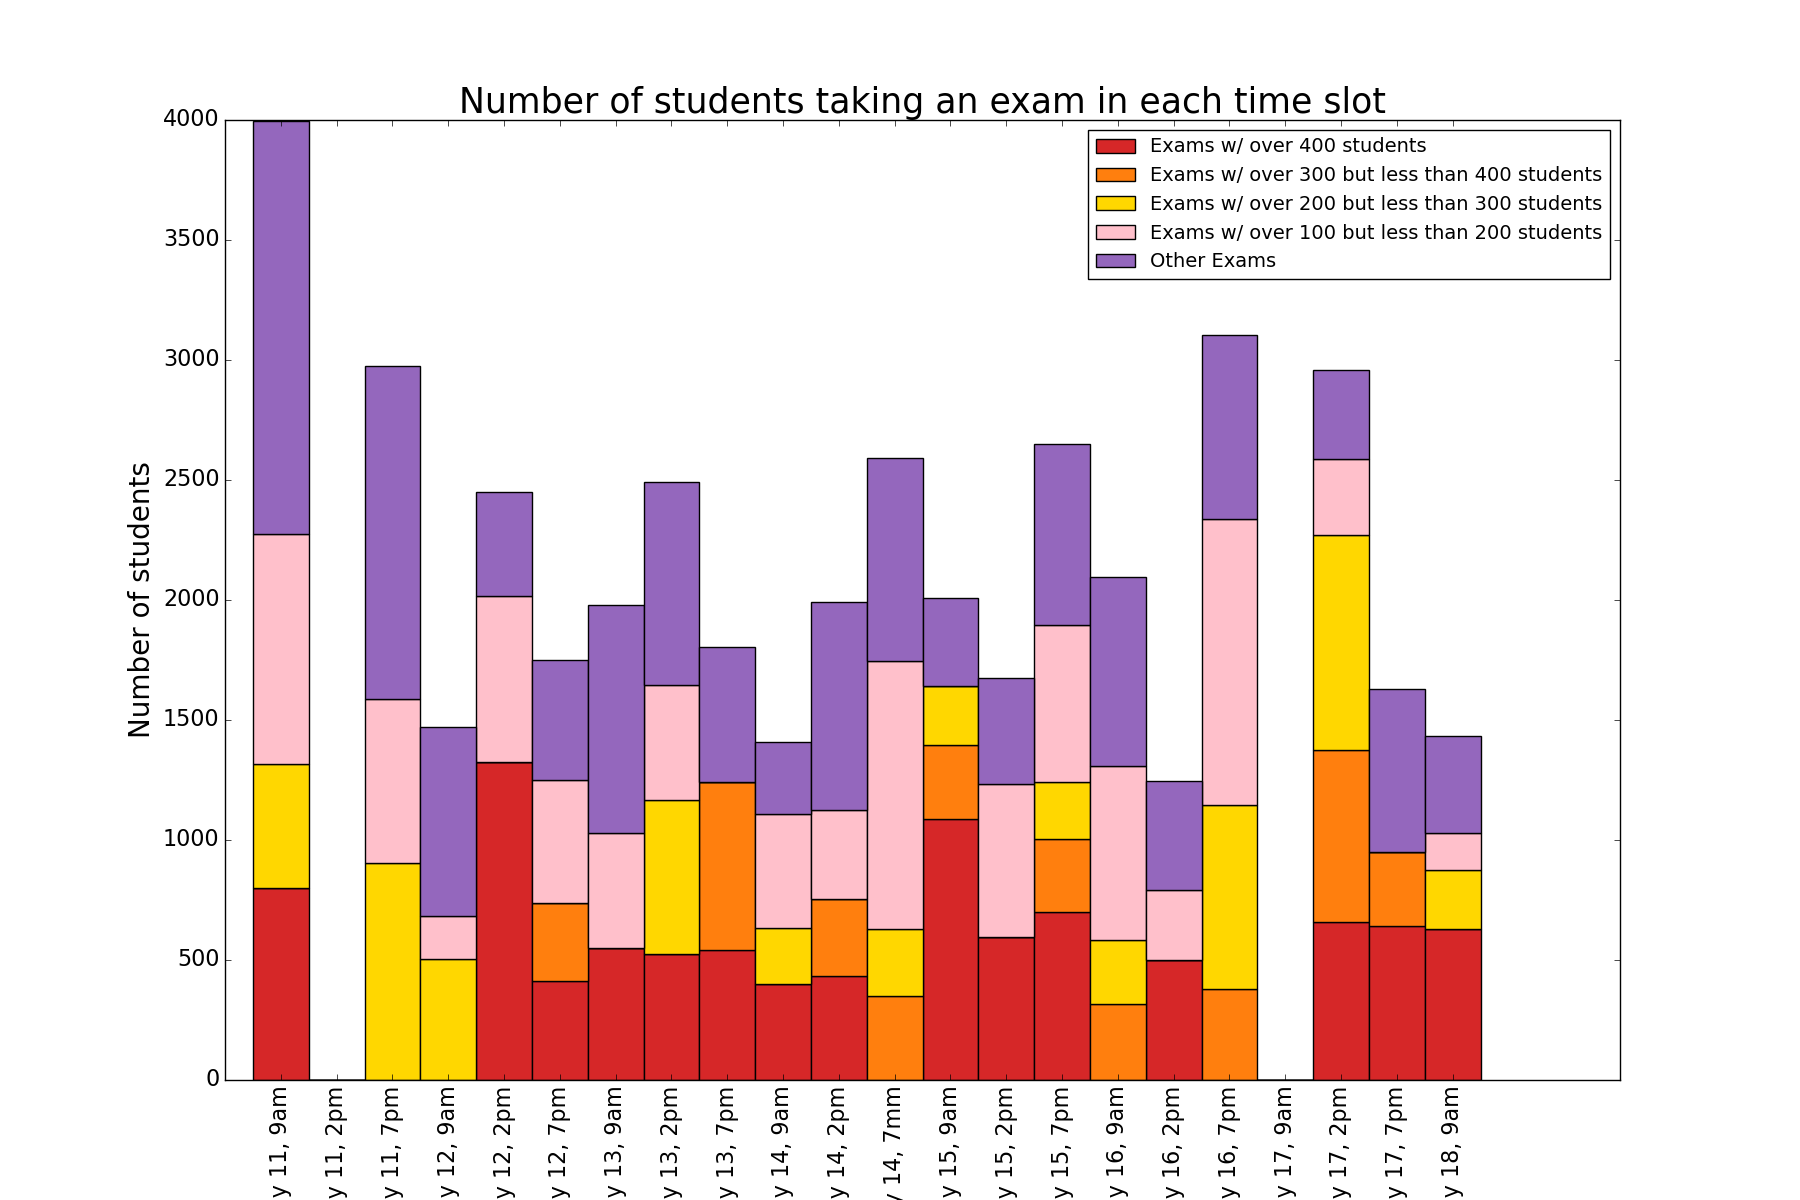 Number of students taking an exam in each time slot
Exams w/ over 400 students
Exams w/ over 300 but less than 400 students
Exams w/ over 200 but less than 300 students
Exams w/ over 100 but less than 200 students
Other Exams
Number of students
4000
3500
3000
2500
2000
1500
1000
500
0
y 11, 9am
y 11, 2pm
y 11, 7pm
y 12, 9am
y 12, 2pm
y 12, 7pm
y 13, 9am
y 13, 2pm
y 13, 7pm
y 14, 9am
y 14, 2pm
y 14, 7mm
y 15, 9am
y 15, 2pm
y 15, 7pm
y 16, 9am
y 16, 2pm
y 16, 7pm
y 17, 9am
y 17, 2pm
y 17, 7pm
y 18, 9am